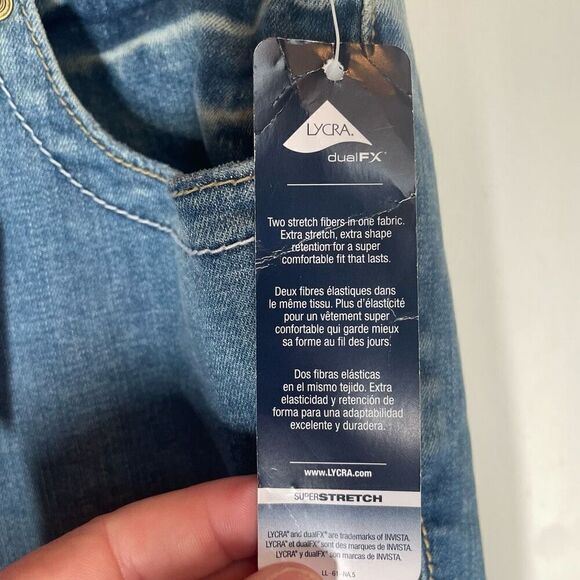 LYCRA®
dualFX®
Two stretch fibers in one fabric.
Extra stretch, extra shape
retention for a super
comfortable fit that lasts.
Deux fibres élastiques dans
le même tissu. Plus d'élasticité
pour un vêtement super
confortable qui garde mieux
sa forme au fil des jours.
Dos fibras elásticas
en el mismo tejido. Extra
elasticidad y retención de
forma para una adaptabilidad
excelente y duradera.
www.LYCRA.com
SUPERSTRETCH
LYCRA® and dualFX® are trademarks of INVISTA.
LYCRA® et dualFX® sont des marques de INVISTA.
LYCRA® y dualFX® son marcas de INVISTA.
LL-61-NA.5